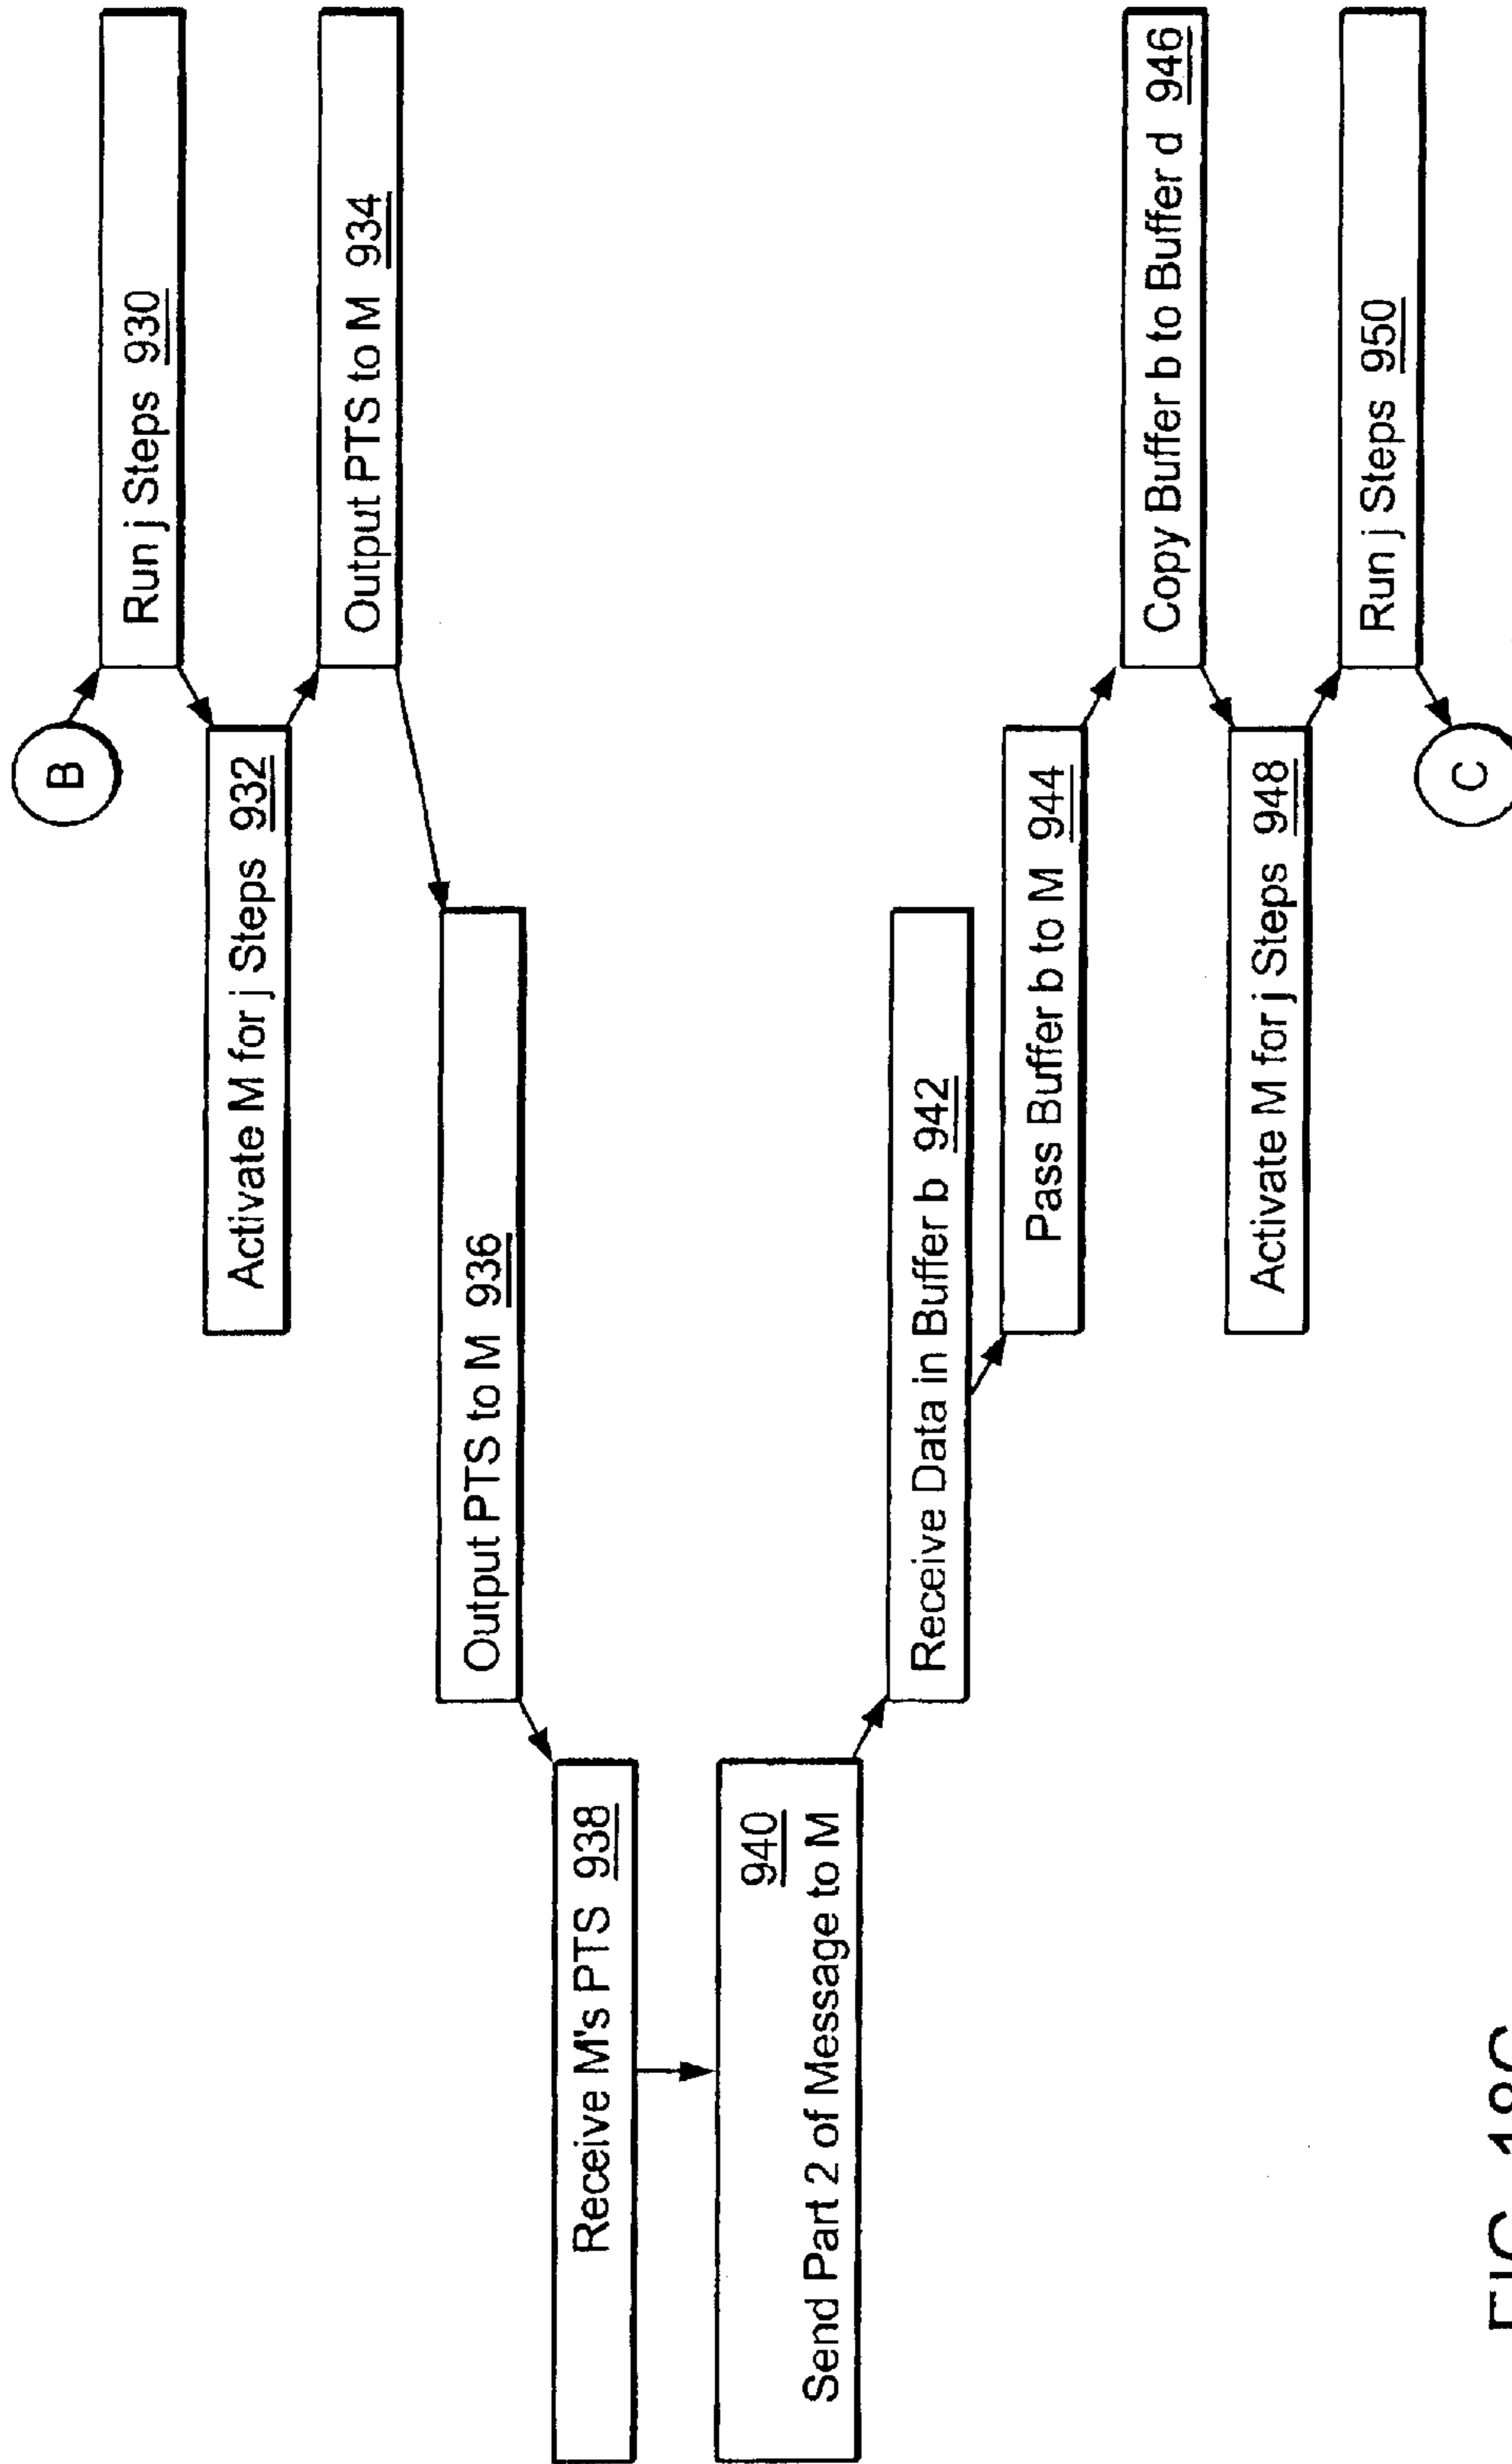 B
Run j Steps 930
Activate M for j Steps 932
Output PTS to M 934
Output PTS to M 936
Receive M's PTS 938
940
Send Part 2 of Message to M
Receive Data in Buffer b 942
Pass Buffer b to M 944
Copy Buffer b to Buffer d 946
Activate M for j Steps 948
Run j Steps 950
C
FIG. 18C